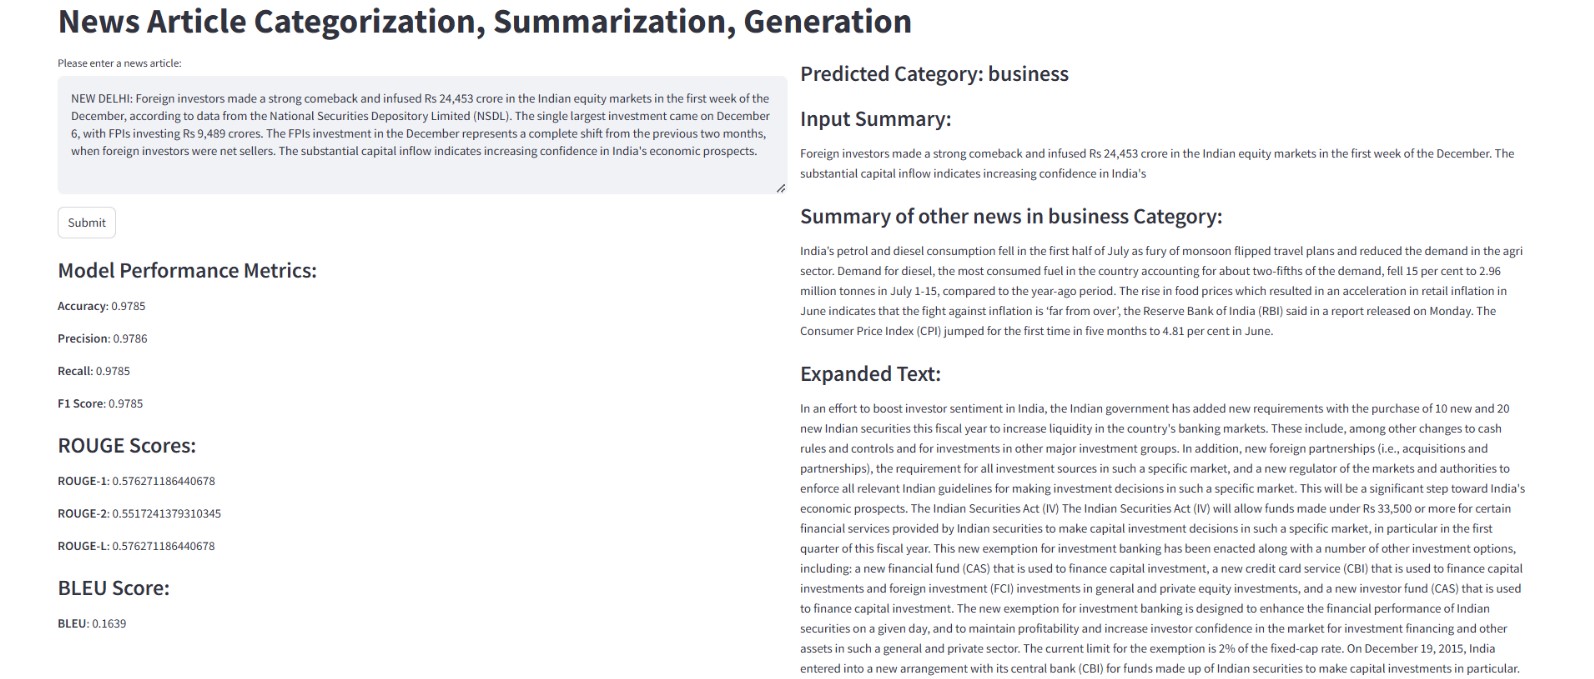 News Article Categorization, Summarization, Generation
Please enter a news article:
NEW DELHI: Foreign investors made a strong comeback and infused Rs 24,453 crore in the Indian equity markets in the first week of the
December, according to data from the National Securities Depository Limited (NSDL). The single largest investment came on December
6, with FPIs investing Rs 9,489 crores. The FPIs investment in the December represents a complete shift from the previous two months,
when foreign investors were net sellers. The substantial capital inflow indicates increasing confidence in India's economic prospects.
Submit
Model Performance Metrics:
Accuracy: 0.9785
Precision: 0.9786
Recall: 0.9785
F1 Score: 0.9785
ROUGE Scores:
ROUGE-1: 0.576271186440678
ROUGE-2: 0.5517241379310345
ROUGE-L: 0.576271186440678
BLEU Score:
BLEU: 0.1639
Predicted Category: business
Input Summary:
Foreign investors made a strong comeback and infused Rs 24,453 crore in the Indian equity markets in the first week of the December. The
substantial capital inflow indicates increasing confidence in India's
Summary of other news in business Category:
India's petrol and diesel consumption fell in the first half of July as fury of monsoon flipped travel plans and reduced the demand in the agri
sector. Demand for diesel, the most consumed fuel in the country accounting for about two-fifths of the demand, fell 15 per cent to 2.96
million tonnes in July 1-15, compared to the year-ago period. The rise in food prices which resulted in an acceleration in retail inflation in
June indicates that the fight against inflation is ‘far from over’, the Reserve Bank of India (RBI) said in a report released on Monday. The
Consumer Price Index (CPI) jumped for the first time in five months to 4.81 per cent in June.
Expanded Text:
In an effort to boost investor sentiment in India, the Indian government has added new requirements with the purchase of 10 new and 20
new Indian securities this fiscal year to increase liquidity in the country's banking markets. These include, among other changes to cash
rules and controls and for investments in other major investment groups. In addition, new foreign partnerships (i.e., acquisitions and
partnerships), the requirement for all investment sources in such a specific market, and a new regulator of the markets and authorities to
enforce all relevant Indian guidelines for making investment decisions in such a specific market. This will be a significant step toward India's
economic prospects. The Indian Securities Act (IV) The Indian Securities Act (IV) will allow funds made under Rs 33,500 or more for certain
financial services provided by Indian securities to make capital investment decisions in such a specific market, in particular in the first
quarter of this fiscal year. This new exemption for investment banking has been enacted along with a number of other investment options,
including: a new financial fund (CAS) that is used to finance capital investment, a new credit card service (CBI) that is used to finance capital
investments and foreign investment (FCI) investments in general and private equity investments, and a new investor fund (CAS) that is used
to finance capital investment. The new exemption for investment banking is designed to enhance the financial performance of Indian
securities on a given day, and to maintain profitability and increase investor confidence in the market for investment financing and other
assets in such a general and private sector. The current limit for the exemption is 2% of the fixed-cap rate. On December 19, 2015, India
entered into a new arrangement with its central bank (CBI) for funds made up of Indian securities to make capital investments in particular.